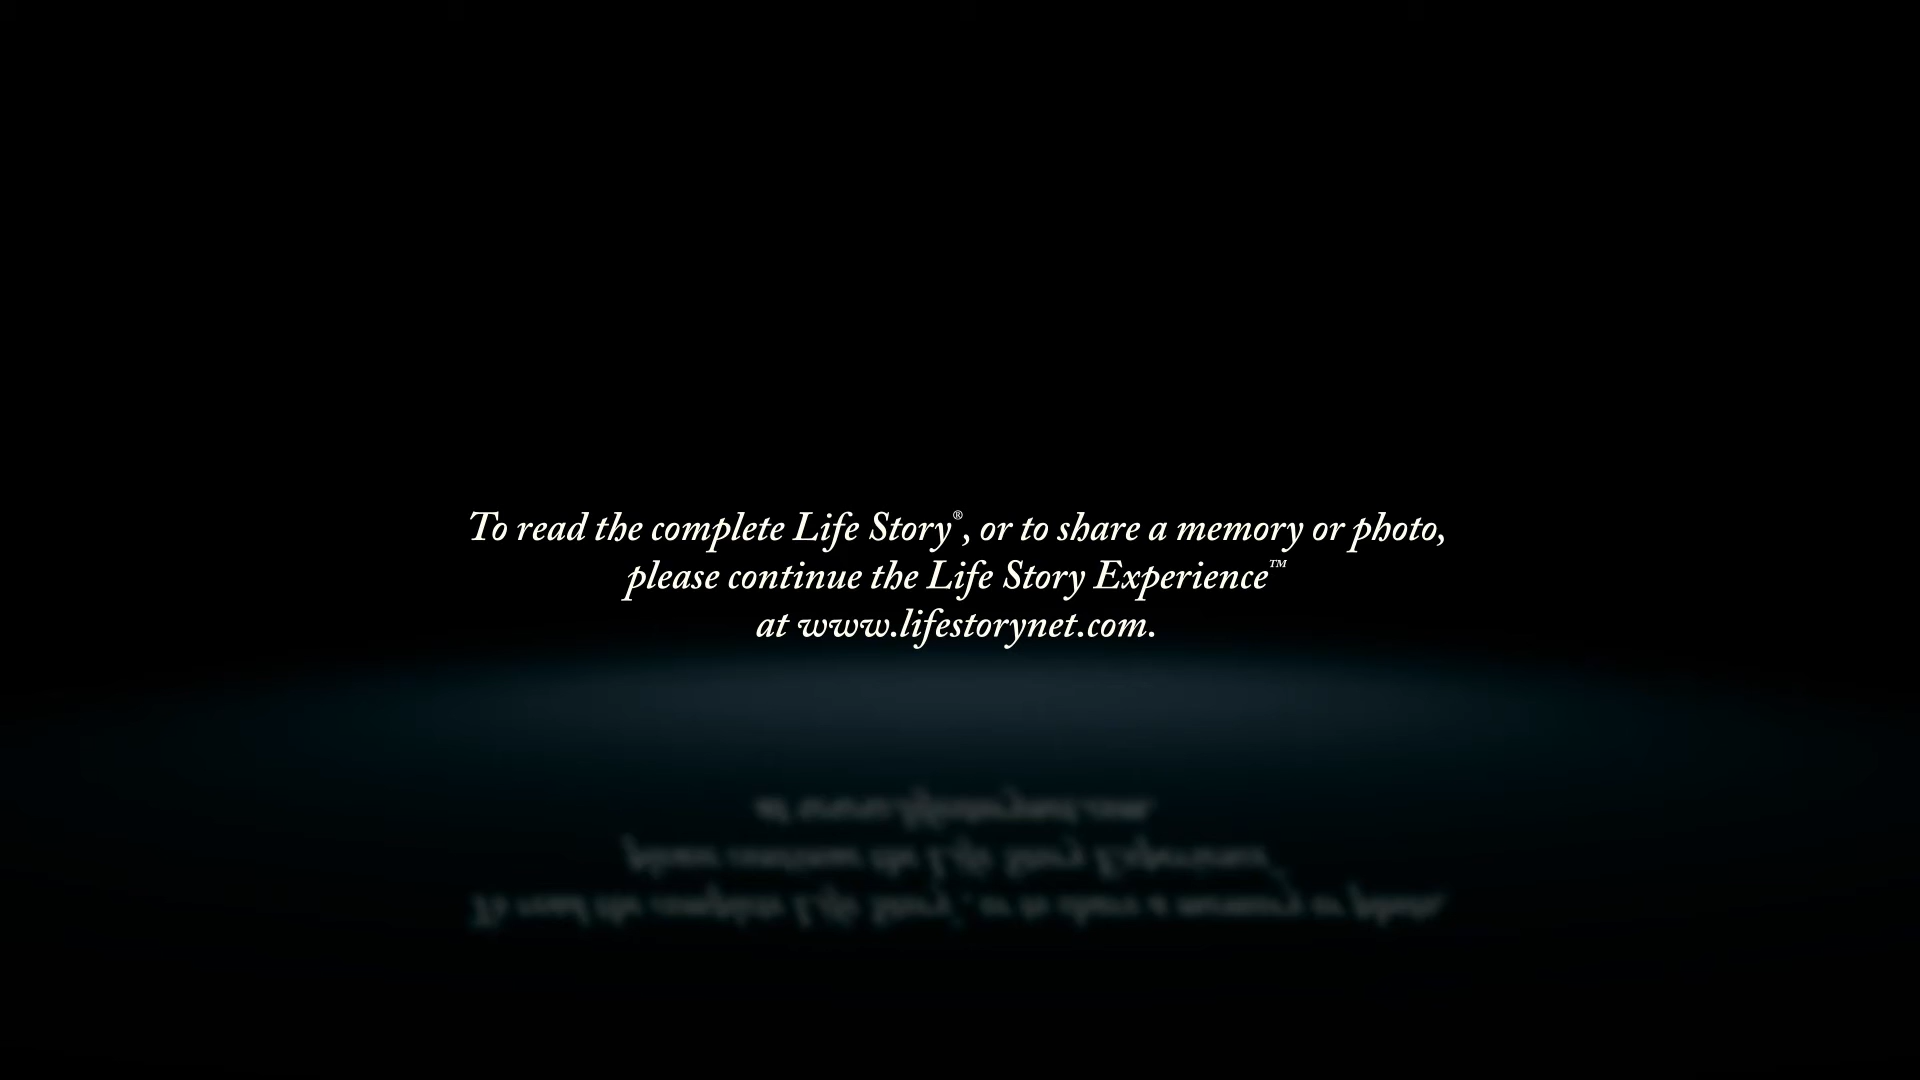 To read the complete Life Story®, or to share a memory or photo,
please continue the Life Story Experience™
at www.lifestorynet.com.